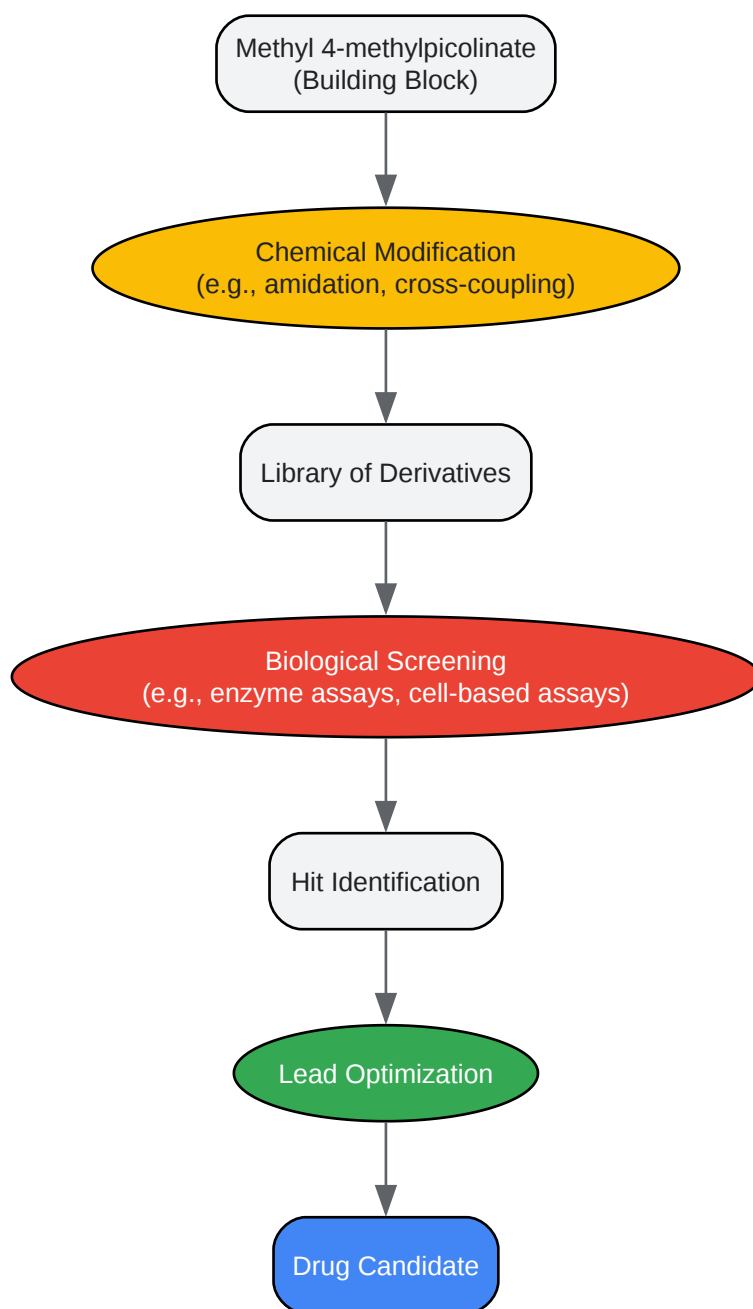 Methyl 4-methylpicolinate
(Building Block)
Chemical Modification
(e.g., amidation, cross-coupling)
Library of Derivatives
Biological Screening
(e.g., enzyme assays, cell-based assays)
Hit Identification
Lead Optimization
Drug Candidate